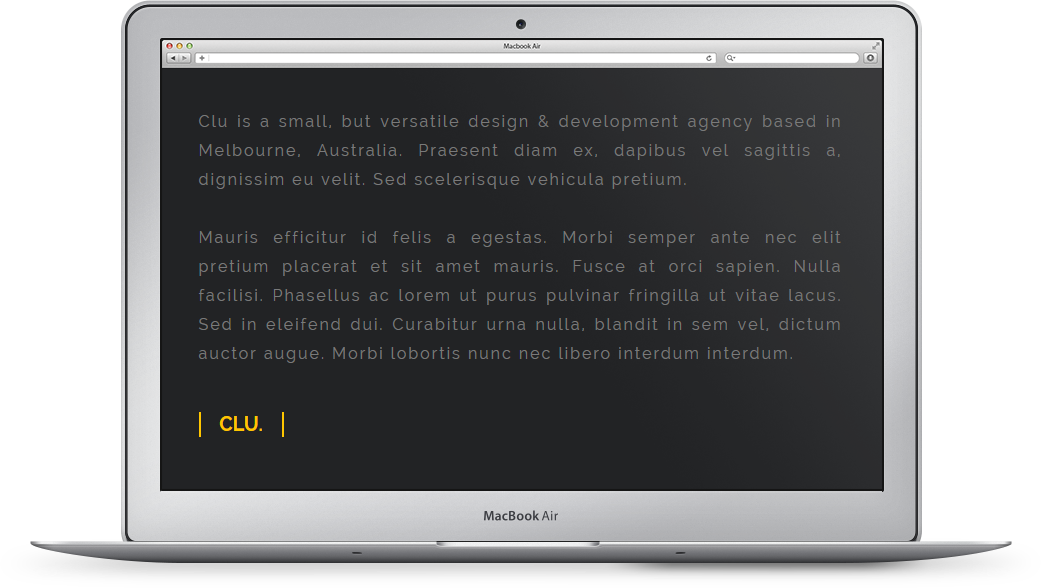 Macbook Air
Clu is a small, but versatile design & development agency based in
Melbourne, Australia. Praesent diam ex, dapibus vel sagittis a,
dignissim eu velit. Sed scelerisque vehicula pretium.
Mauris efficitur id felis a egestas. Morbi semper ante nec elit
pretium placerat et sit amet mauris. Fusce at orci sapien. Nulla
facilisi. Phasellus ac lorem ut purus pulvinar fringilla ut vitae lacus.
Sed in eleifend dui. Curabitur urna nulla, blandit in sem vel, dictum
auctor augue. Morbi lobortis nunc nec libero interdum interdum.
CLU.
MacBook Air